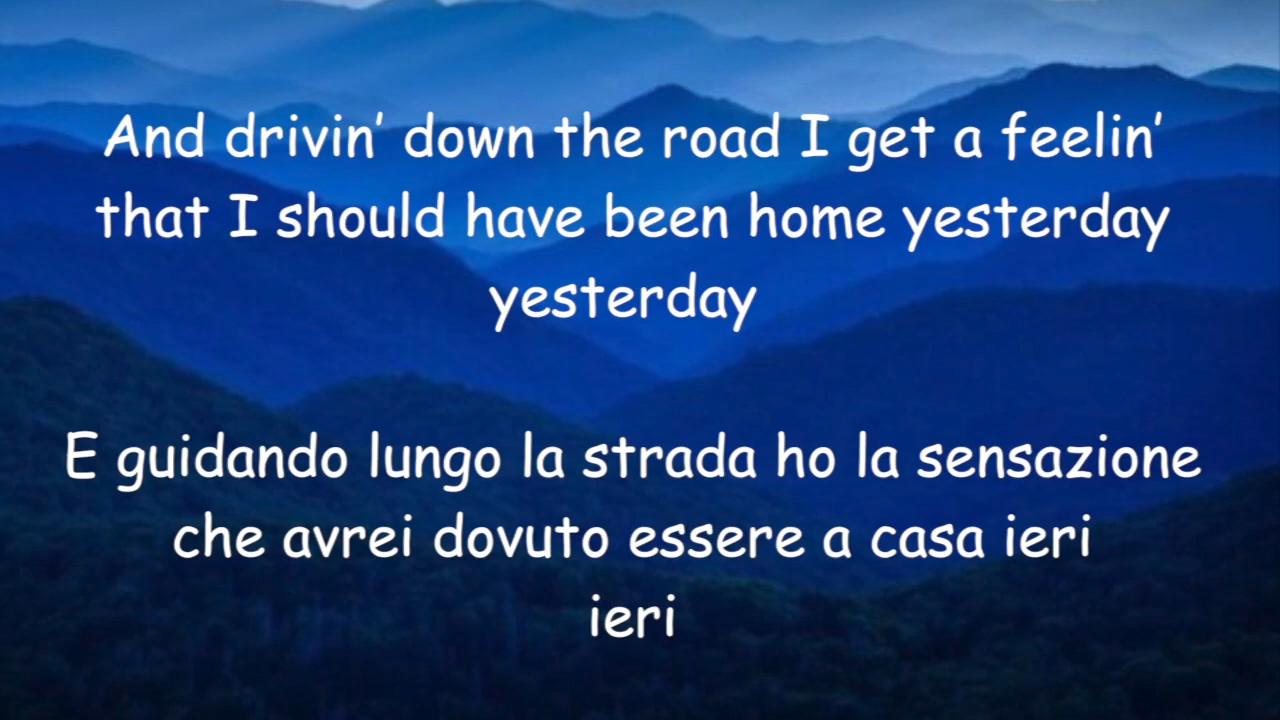 And drivin’ down the road I get a feelin’
that I should have been home yesterday
yesterday
E guidando lungo la strada ho la sensazione
che avrei dovuto essere a casa ieri
ieri